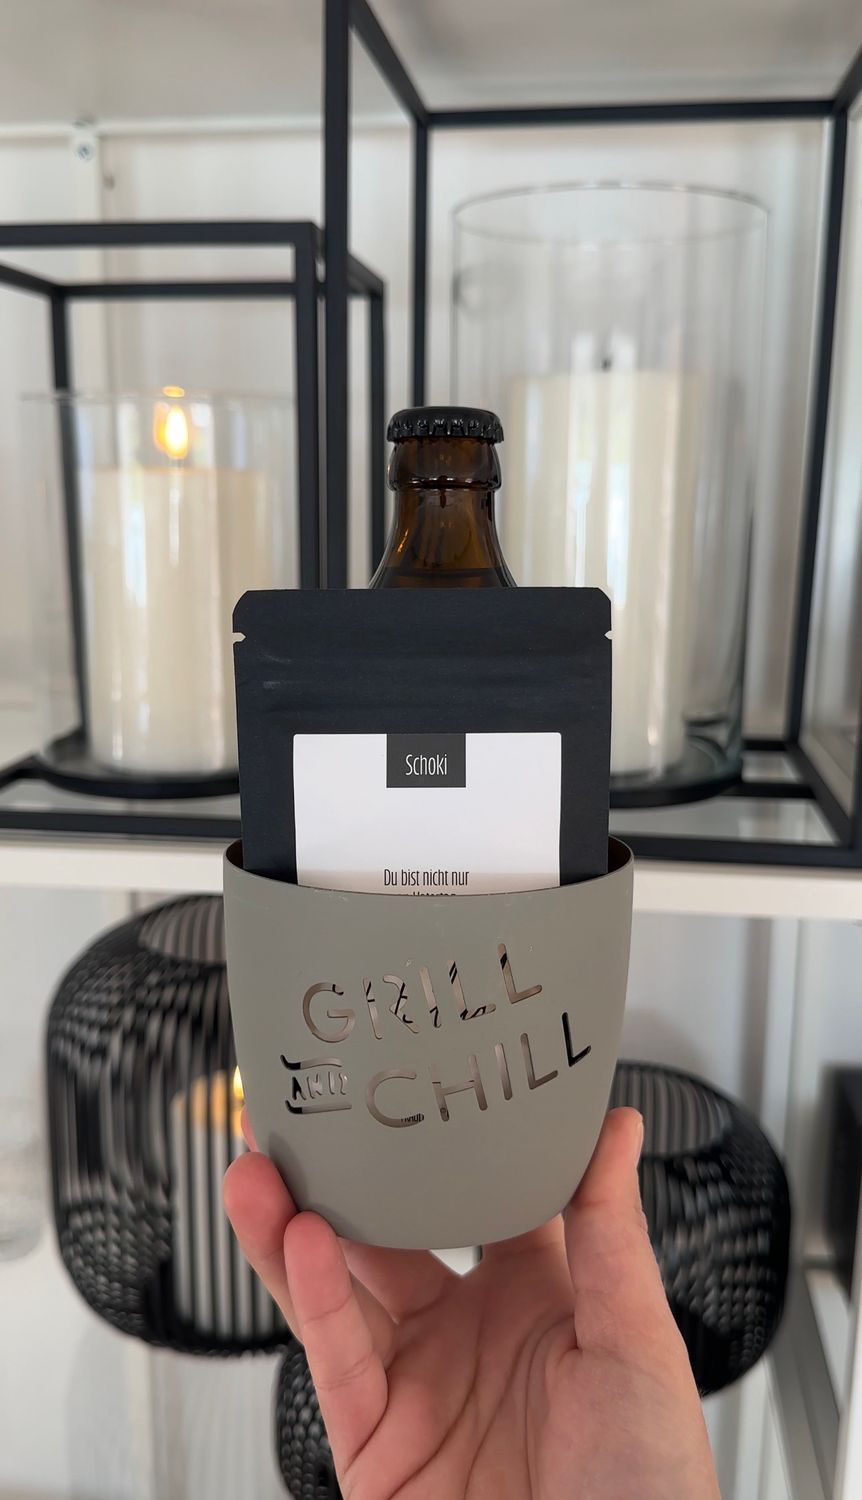 Schoki
Du bist nicht nur
GRILL
AND CHILL